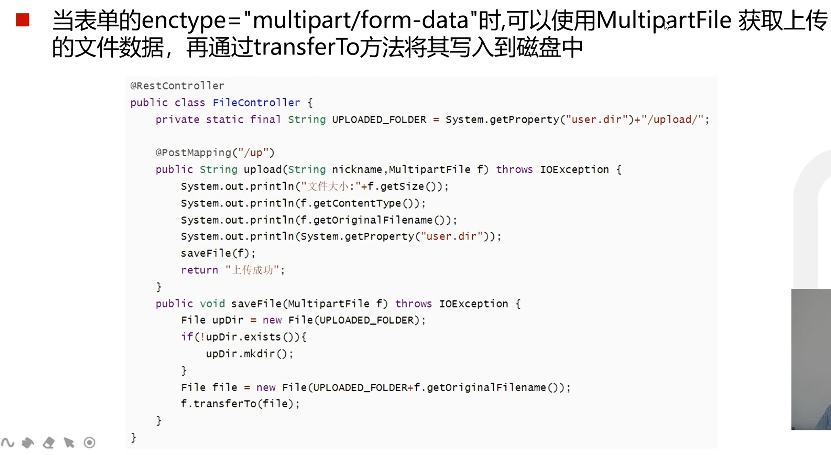 当表单的enctype="multipart/form-data"时,可以使用MultipartFile 获取上传
的文件数据，再通过transferTo方法将其写入到磁盘中
@RestController
public class FileController {
    private static final String UPLOADED_FOLDER = System.getProperty("user.dir")+"/upload/";

    @PostMapping("/up")
    public String upload(String nickname,MultipartFile f) throws IOException {
        System.out.println("文件大小:"+f.getSize());
        System.out.println(f.getContentType());
        System.out.println(f.getOriginalFilename());
        System.out.println(System.getProperty("user.dir"));
        saveFile(f);
        return "上传成功";
    }
    public void saveFile(MultipartFile f) throws IOException {
        File upDir = new File(UPLOADED_FOLDER);
        if(!upDir.exists()){
            upDir.mkdir();
        }
        File file = new File(UPLOADED_FOLDER+f.getOriginalFilename());
        f.transferTo(file);
    }
}